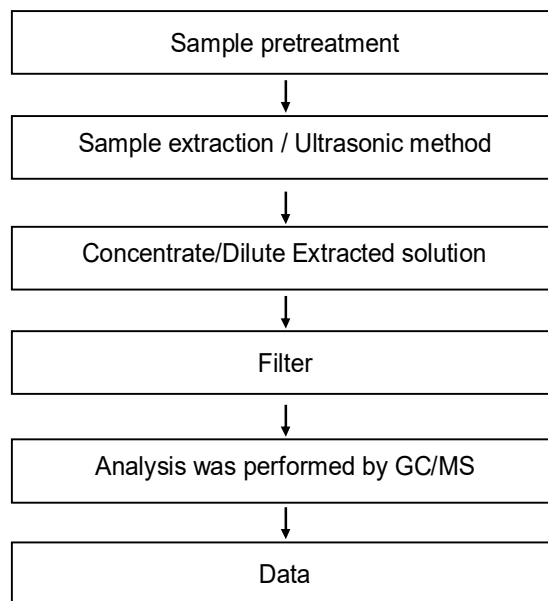 Sample pretreatment
Sample extraction / Ultrasonic method
Concentrate/Dilute Extracted solution
Filter
Analysis was performed by GC/MS
Data